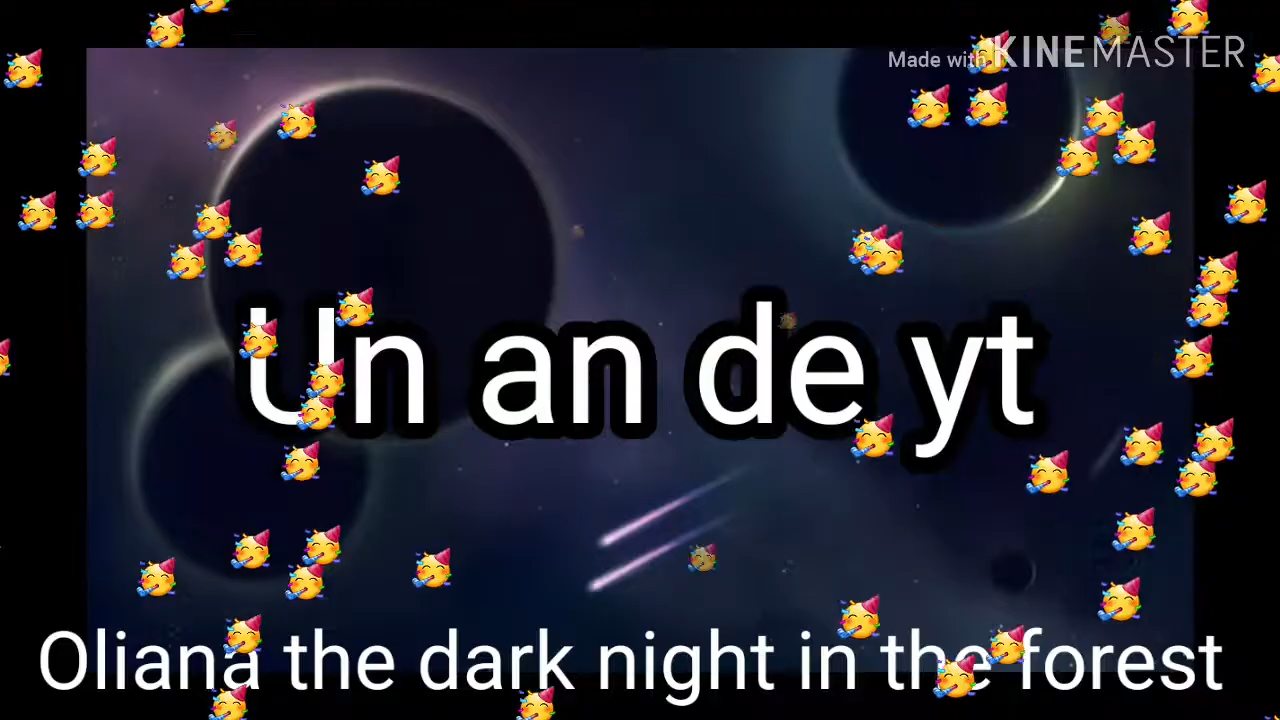 Made with KINEMASTER
Un an de yt
Oliana the dark night in the forest